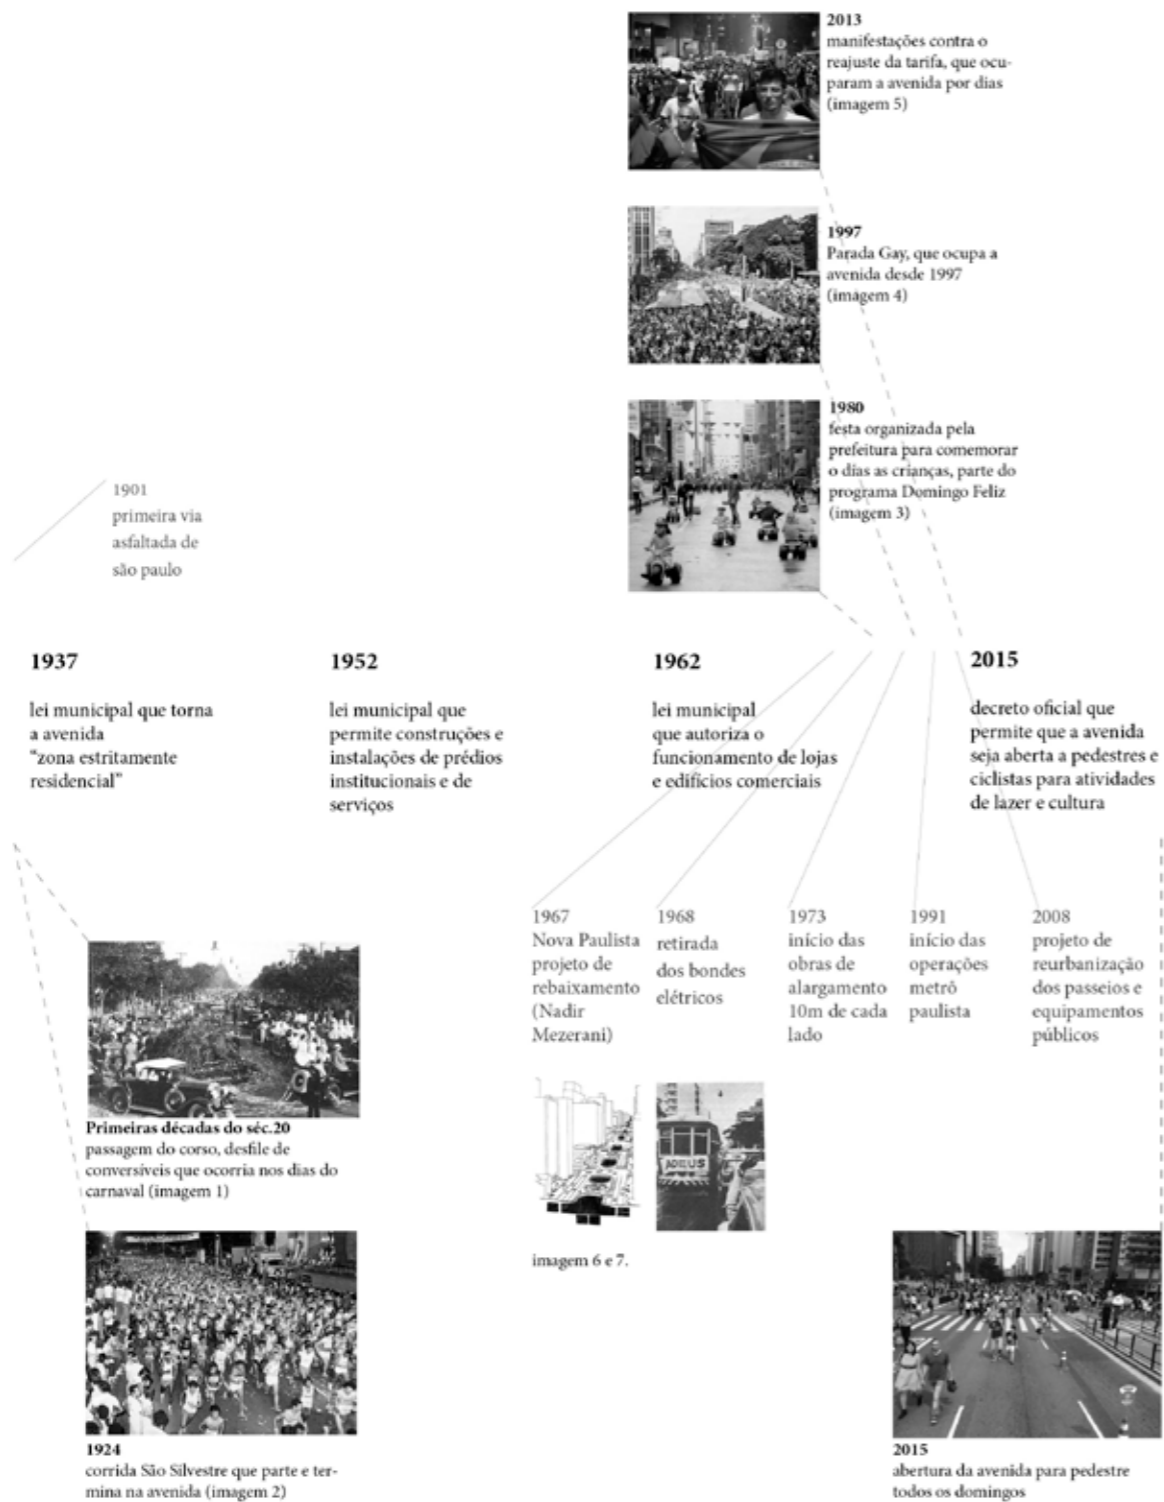 2013
manifestações contra o
reajuste da tarifa, que ocu-
param a avenida por dias
(imagem 5)
1997
Parada Gay, que ocupa a
avenida desde 1997
(imagem 4)
1980
festa organizada pela
prefeitura para comemorar
o dias as crianças, parte do
programa Domingo Feliz
(imagem 3)
1901
primeira via
asfaltada de
são paulo
1937
lei municipal que torna
a avenida
“zona estritamente
residencial”
1952
lei municipal que
permite construções e
instalações de prédios
institucionais e de
serviços
1962
lei municipal
que autoriza o
funcionamento de lojas
e edifícios comerciais
2015
decreto oficial que
permite que a avenida
seja aberta a pedestres e
ciclistas para atividades
de lazer e cultura
1967
Nova Paulista
projeto de
rebaixamento
(Nadir
Mezerani)
1968
retirada
dos bondes
elétricos
1973
início das
obras de
alargamento
10m de cada
lado
1991
início das
operações
metrô
paulista
2008
projeto de
reurbanização
dos passeios e
equipamentos
públicos
Primeiras décadas do séc.20
passagem do corso, desfile de
conversíveis que ocorria nos dias do
carnaval (imagem 1)
ADEUS
imagem 6 e 7.
1924
corrida São Silvestre que parte e ter-
mina na avenida (imagem 2)
2015
abertura da avenida para pedestre
todos os domingos